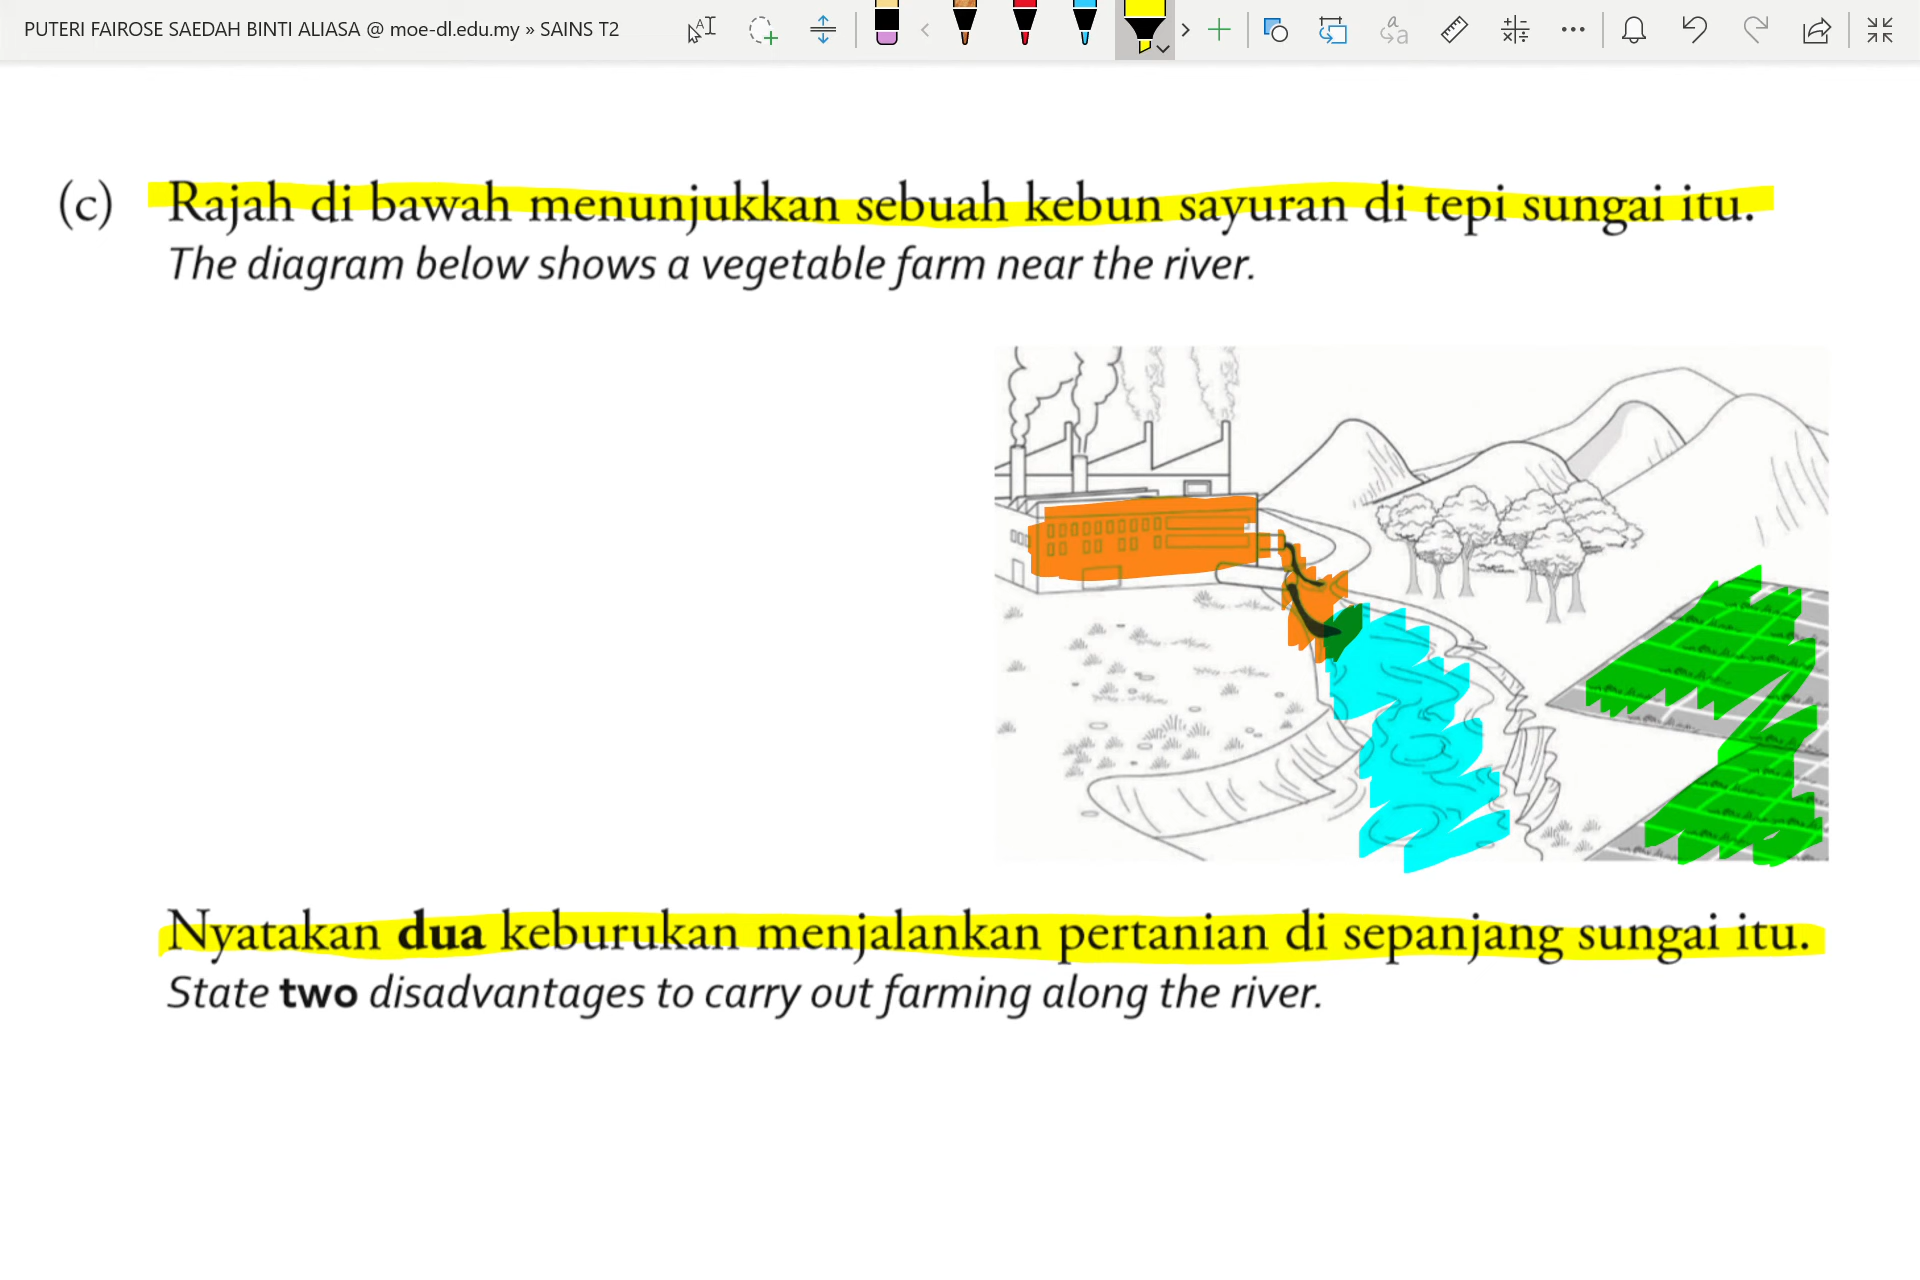 PUTERI FAIROSE SAEDAH BINTI ALIASA @ moe-dl.edu.my » SAINS T2
(c) Rajah di bawah menunjukkan sebuah kebun sayuran di tepi sungai itu.
The diagram below shows a vegetable farm near the river.
Nyatakan dua keburukan menjalankan pertanian di sepanjang sungai itu.
State two disadvantages to carry out farming along the river.